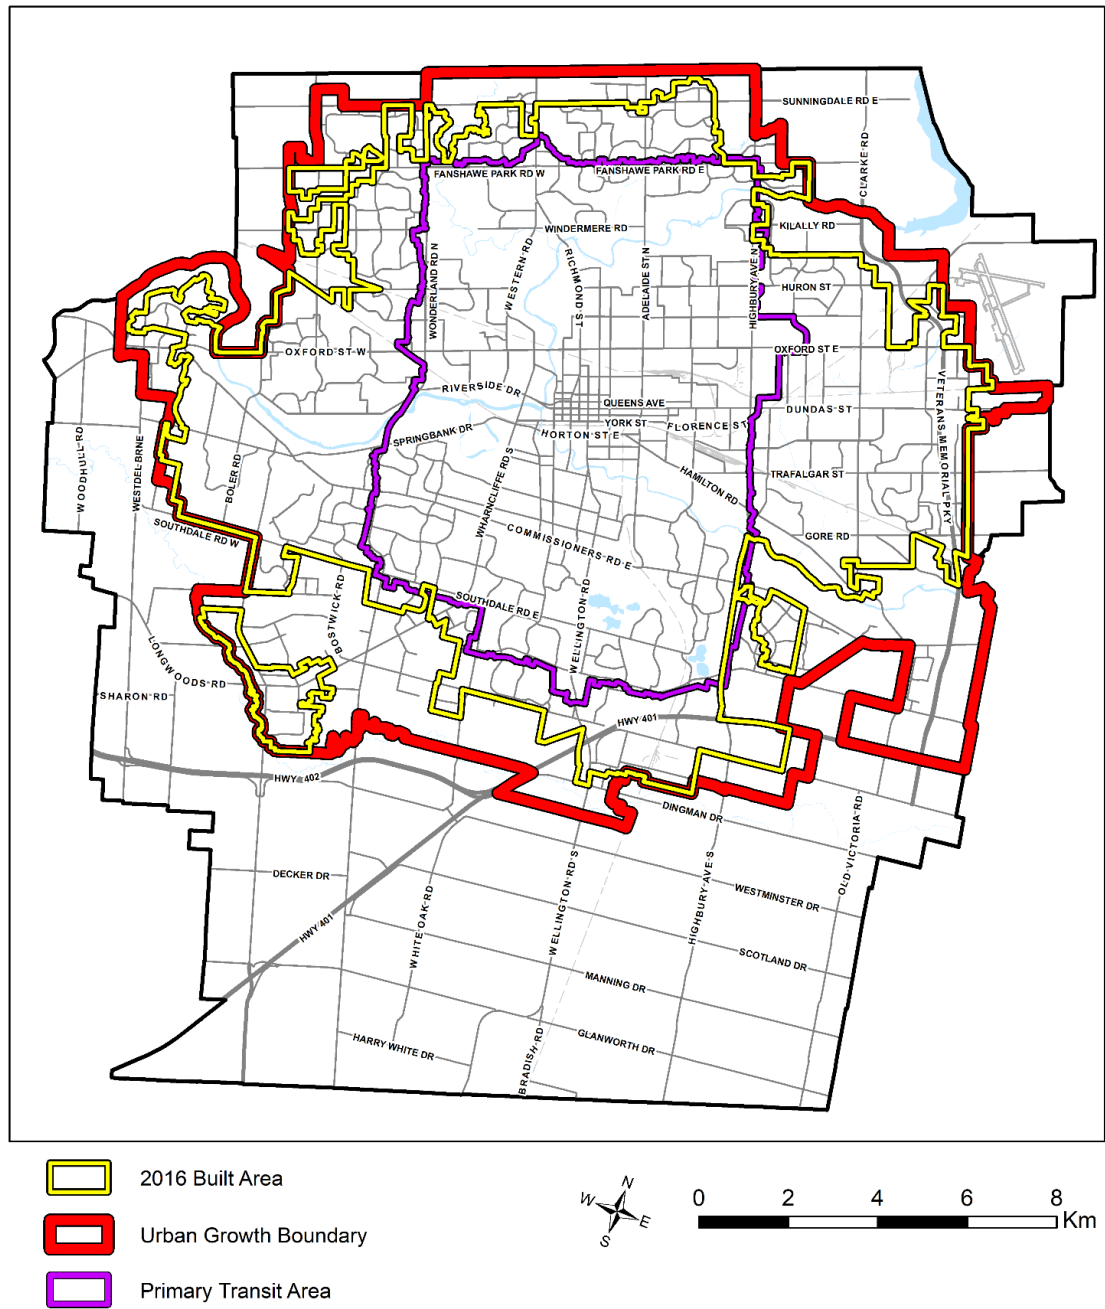 SUNNINGDALE RD E
CLARKE RD
FANSHAWE PARK RD W
FANSHAWE PARK RD E
WINDERMERE RD
KILALLY RD
WONDERLAND RD N
WESTERN RD
RICHMOND ST
ADELAIDE ST N
HIGHBURY AVE N
HURON ST
OXFORD ST W
OXFORD ST E
RIVERSIDE DR
QUEENS AVE
DUNDAS ST
VETERANS MEMORIAL PKY
YORK ST
FLORENCE ST
SPRINGBANK DR
HORTON ST E
WOODHULL RD
WESTDEL BRNE
BOLER RD
WHARNCLIFFE RD S
HAMILTON RD
TRAFALGAR ST
SOUTHDALE RD W
COMMISSIONERS RD E
GORE RD
BOSTWICK RD
SOUTHDALE RD E
WELLINGTON RD
LONGWOODS RD
SHARON RD
HWY 401
HWY 402
DINGMAN DR
OLD VICTORIA RD
DECKER DR
WESTMINSTER DR
HWY 401
WHITE OAK RD
WELLINGTON RD S
HIGHBURY AVE S
SCOTLAND DR
MANNING DR
HARRY WHITE DR
BRADISH RD
GLANWORTH DR
2016 Built Area
Urban Growth Boundary
Primary Transit Area
N
W
E
S
0 2 4 6 8
Km